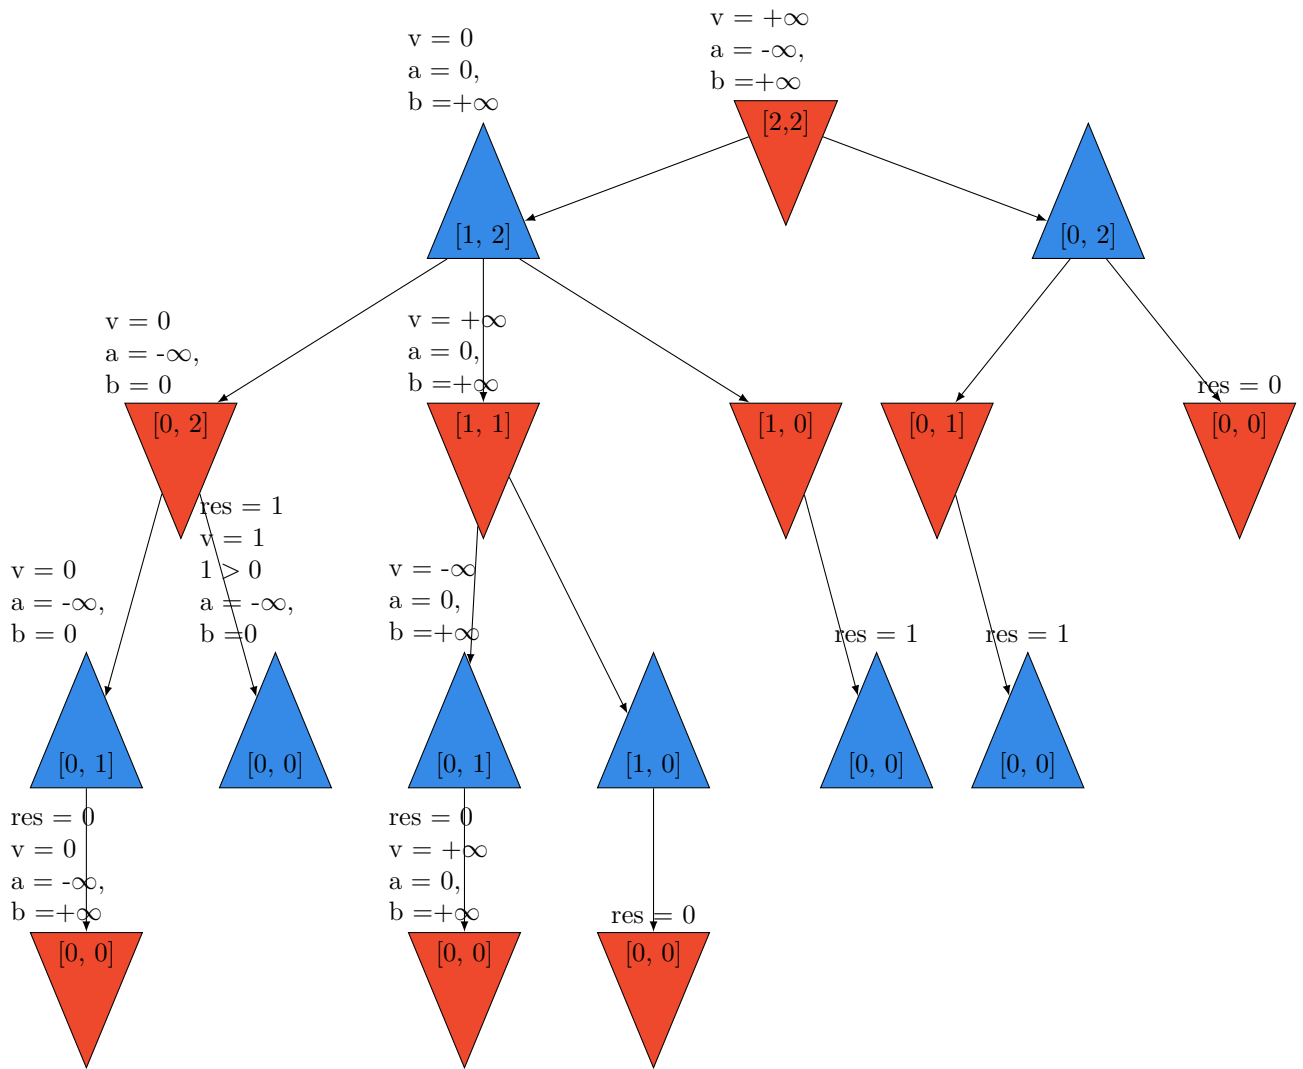 v = +∞
a = -∞,
b =+∞
[2,2]
v = 0
a = 0,
b =+∞
[1, 2]
[0, 2]
v = 0
a = -∞,
b = 0
[0, 2]
v = +∞
a = 0,
b =+∞
[1, 1]
[1, 0]
[0, 1]
res = 0
[0, 0]
v = 0
a = -∞,
b = 0
[0, 1]
res = 1
v = 1
1 > 0
a = -∞,
b =0
[0, 0]
v = -∞
a = 0,
b =+∞
[0, 1]
[1, 0]
res = 1
[0, 0]
res = 1
[0, 0]
res = 0
v = 0
a = -∞,
b =+∞
[0, 0]
res = 0
v = +∞
a = 0,
b =+∞
[0, 0]
res = 0
[0, 0]